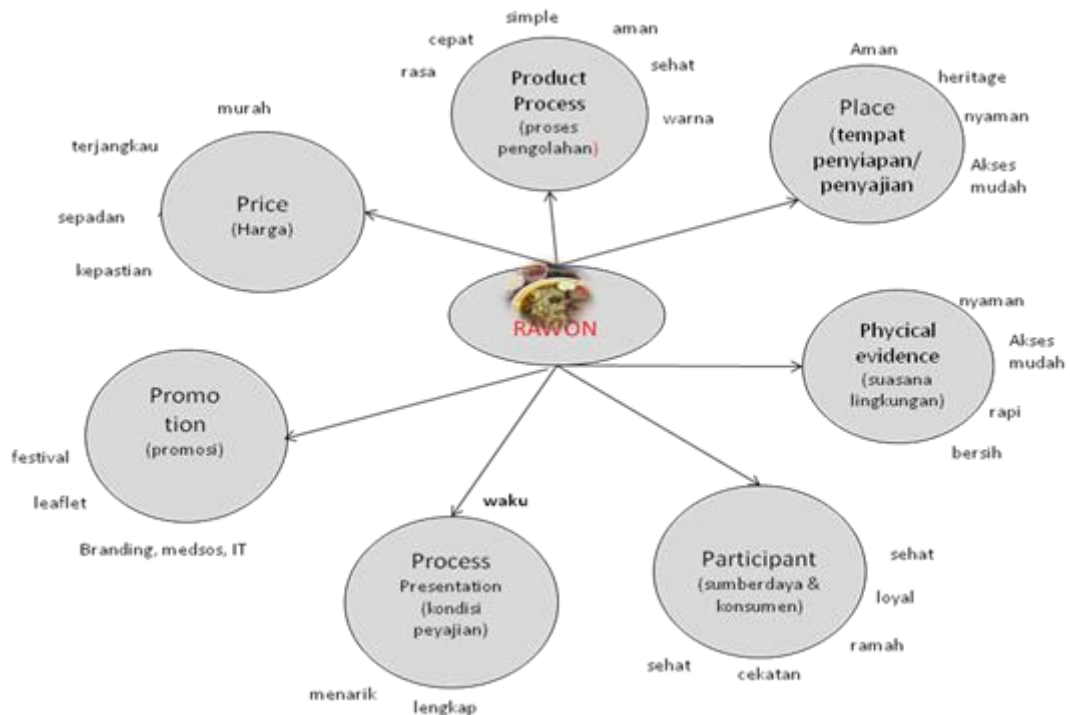 simple
cepat
aman
rasa
sehat
warna
Product
Process
(proses
pengolahan)
Aman
heritage
nyaman
Akses
mudah
Place
(tempat
penyiapan/
penyajian
murah
terjangkau
sepadan
kepastian
Price
(Harga)
RAWON
nyaman
Akses
mudah
rapi
bersih
Phycical
evidence
(suasana
lingkungan)
Promo
tion
(promosi)
festival
leaflet
Branding, medsos, IT
waku
Process
Presentation
(kondisi
peyajian)
menarik
lengkap
Participant
(sumberdaya &
konsumen)
sehat
loyal
ramah
cekatan
sehat